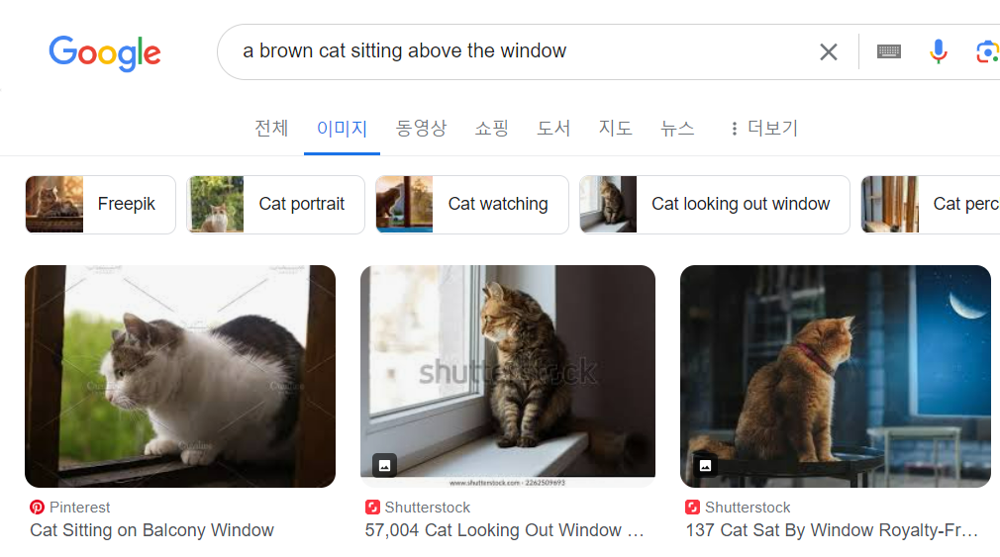 Google
a brown cat sitting above the window
전체 이미지 동영상 쇼핑 도서 지도 뉴스 더보기
Freepik
Cat portrait
Cat watching
Cat looking out window
Cat perc
shutterstock
www.shutterstock.com · 2262509693
Pinterest
Cat Sitting on Balcony Window
Shutterstock
57,004 Cat Looking Out Window ...
Shutterstock
137 Cat Sat By Window Royalty-Fr...